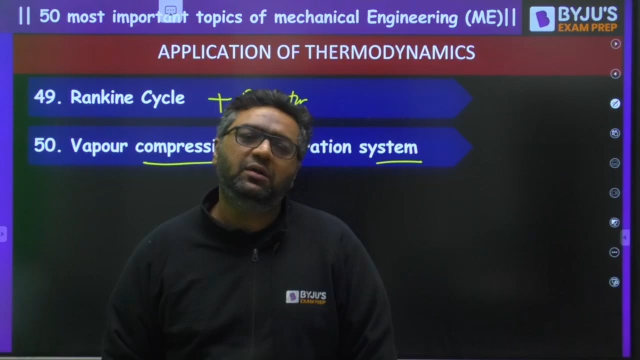 || 50 most important topics of mechanical Engineering (ME)||
BYJU'S
EXAM PREP
APPLICATION OF THERMODYNAMICS
49. Rankine Cycle +
50. Vapour compressi ration system
BYJU'S
EXAM PREP